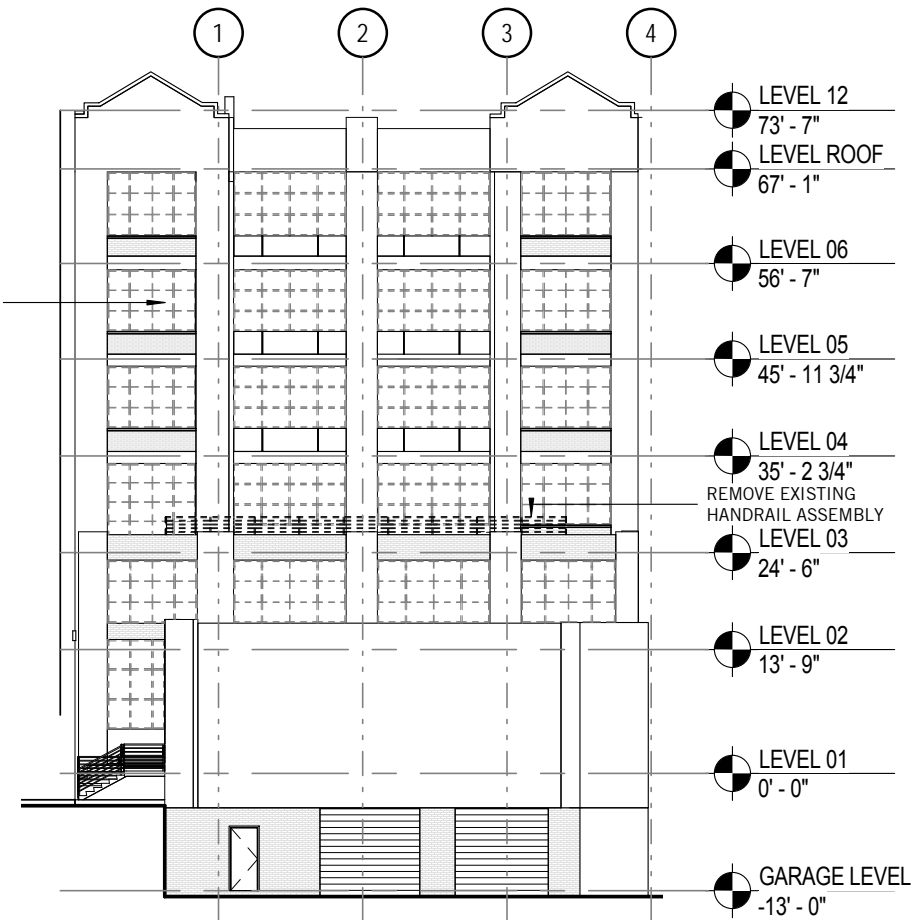 1
2
3
4
LEVEL 12
73' - 7"
LEVEL ROOF
67' - 1"
LEVEL 06
56' - 7"
LEVEL 05
45' - 11 3/4"
LEVEL 04
35' - 2 3/4"
REMOVE EXISTING
HANDRAIL ASSEMBLY
LEVEL 03
24' - 6"
LEVEL 02
13' - 9"
LEVEL 01
0' - 0"
GARAGE LEVEL
-13' - 0"